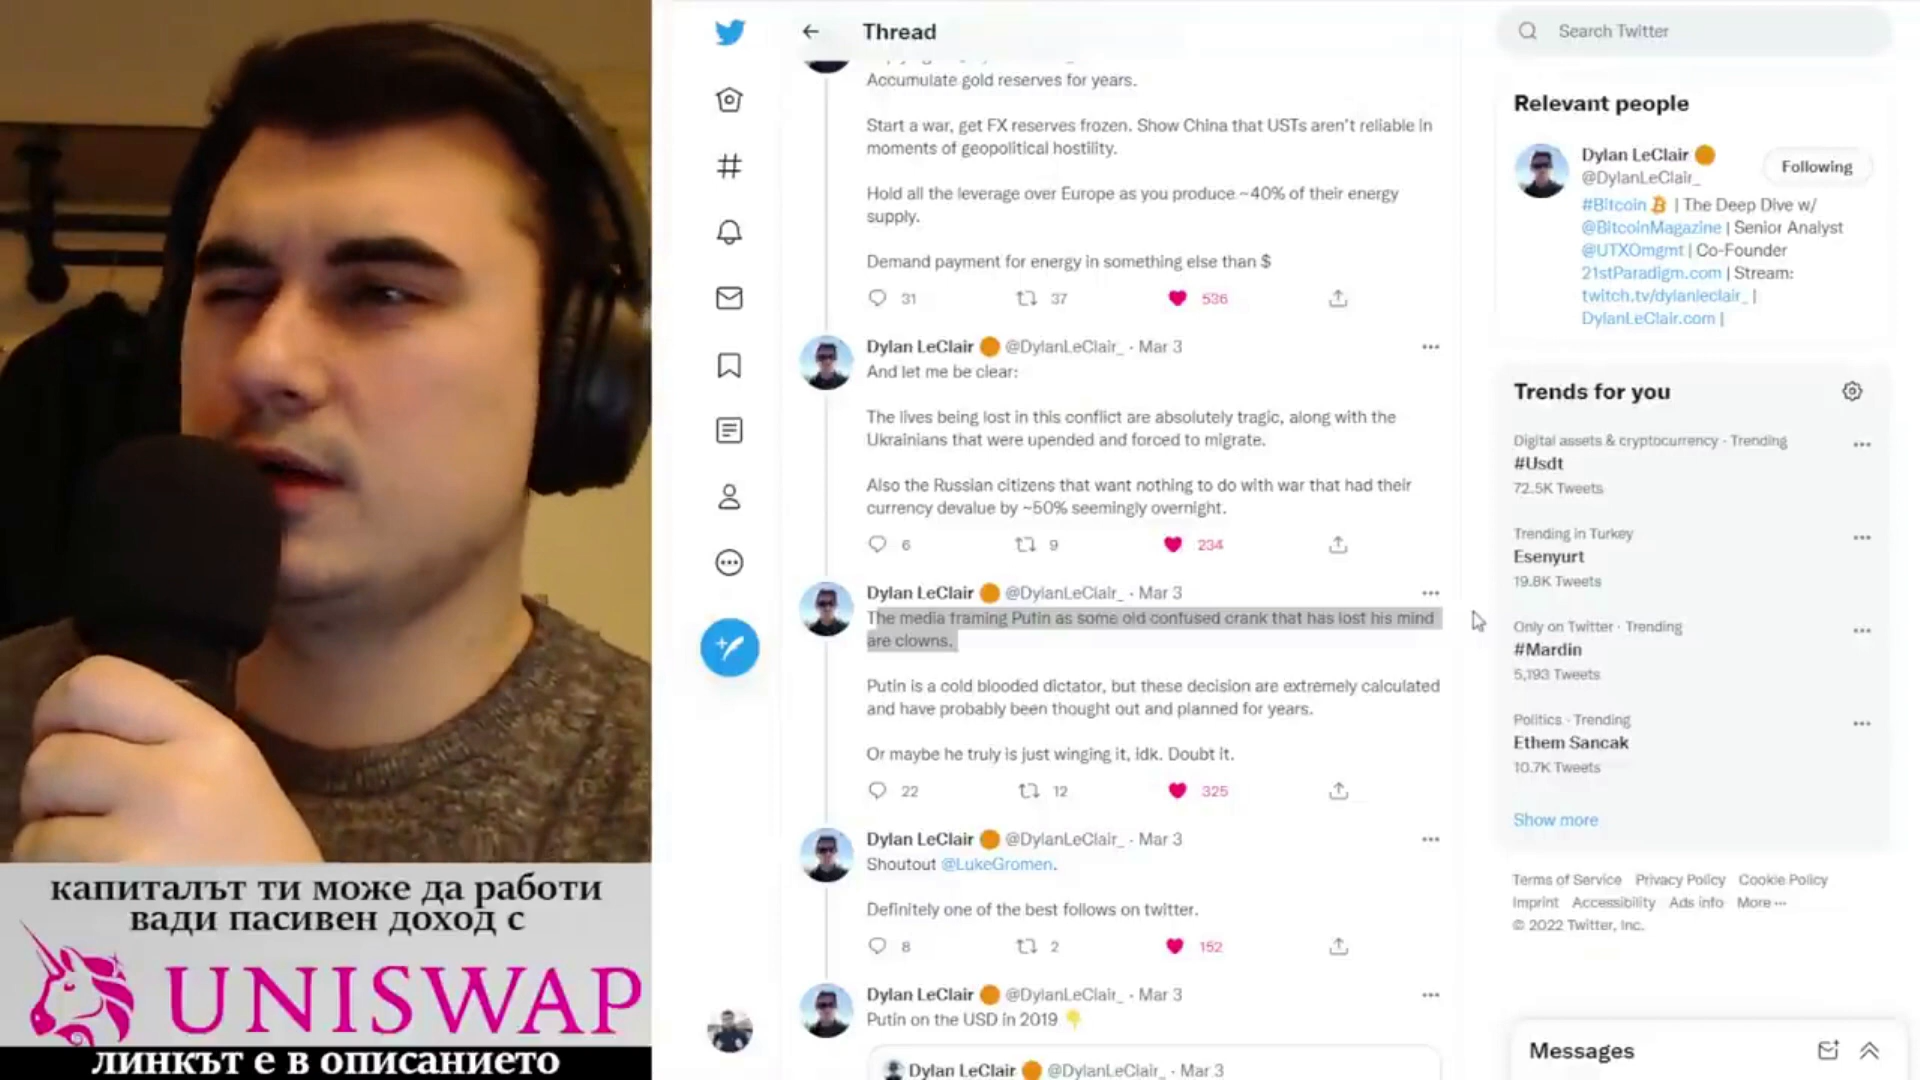 Thread
Accumulate gold reserves for years.
Start a war, get FX reserves frozen. Show China that USTs aren't reliable in
moments of geopolitical hostility.
Hold all the leverage over Europe as you produce ~40% of their energy
supply.
Demand payment for energy in something else than $
31 37 536
Dylan LeClair @DylanLeClair_ · Mar 3
And let me be clear:
The lives being lost in this conflict are absolutely tragic, along with the
Ukrainians that were upended and forced to migrate.
Also the Russian citizens that want nothing to do with war that had their
currency devalue by ~50% seemingly overnight.
6 9 234
Dylan LeClair @DylanLeClair_ · Mar 3
The media framing Putin as some old confused crank that has lost his mind
are clowns.
Putin is a cold blooded dictator, but these decision are extremely calculated
and have probably been thought out and planned for years.
Or maybe he truly is just winging it, idk. Doubt it.
22 12 325
Dylan LeClair @DylanLeClair_ · Mar 3
Shoutout @LukeGromen.
Definitely one of the best follows on twitter.
8 2 152
Dylan LeClair @DylanLeClair_ · Mar 3
Putin on the USD in 2019
Dylan LeClair @DylanLeClair_ · Mar 3
Search Twitter
Relevant people
Dylan LeClair
@DylanLeClair_
Following
#Bitcoin | The Deep Dive w/
@BitcoinMagazine | Senior Analyst
@UTXOmgmt | Co-Founder
21stParadigm.com | Stream:
twitch.tv/dylanleclair_ |
DylanLeClair.com |
Trends for you
Digital assets & cryptocurrency · Trending
#Usdt
72.5K Tweets
Trending in Turkey
Esenyurt
19.8K Tweets
Only on Twitter · Trending
#Mardin
5,193 Tweets
Politics · Trending
Ethem Sancak
10.7K Tweets
Show more
Terms of Service Privacy Policy Cookie Policy
Imprint Accessibility Ads info More ···
© 2022 Twitter, Inc.
Messages
капиталът ти може да работи
вади пасивен доход с
UNISWAP
линкът е в описанието